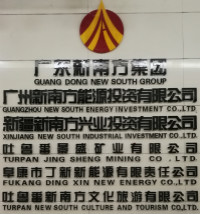 广东新南方集团
GUANG DONG NEW SOUTH GROUP
广州新南方能源投资有限公司
GUANGZHOU NEW SOUTH ENERGY INVESTMENT CO.,LTD.
新疆新南方兴业投资有限公司
XINJIANG NEW SOUTH INDUSTRIAL INVESTMENT CO.,LTD.
吐鲁番景盛矿业有限公司
TURPAN JING SHENG MINING CO.,LTD.
阜康市丁新新能源有限责任公司
FUKANG DING XIN NEW ENERGY CO.,LTD
吐鲁番新南方文化旅游有限公司
TURPAN NEW SOUTH CULTURE AND TOURISM CO.,LTD.